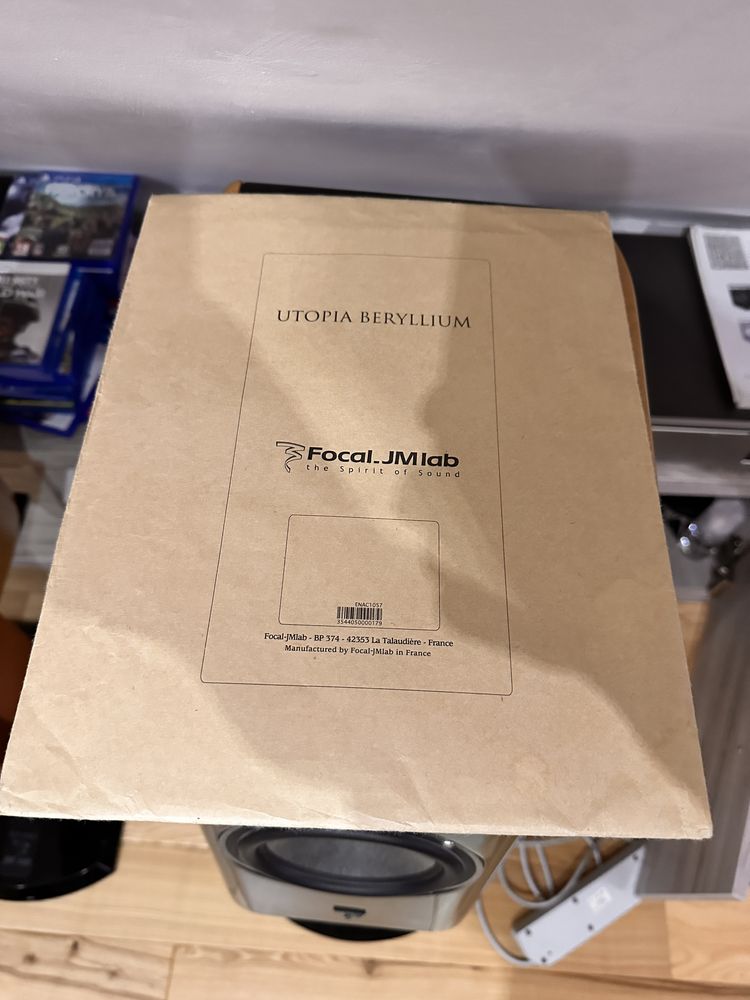 UTOPIA BERYLLIUM
Focal-JMlab
the Spirit of Sound
ENAC1057
3544050000179
Focal-JMlab - BP 374 - 42353 La Talaudière - France
Manufactured by Focal-JMlab in France